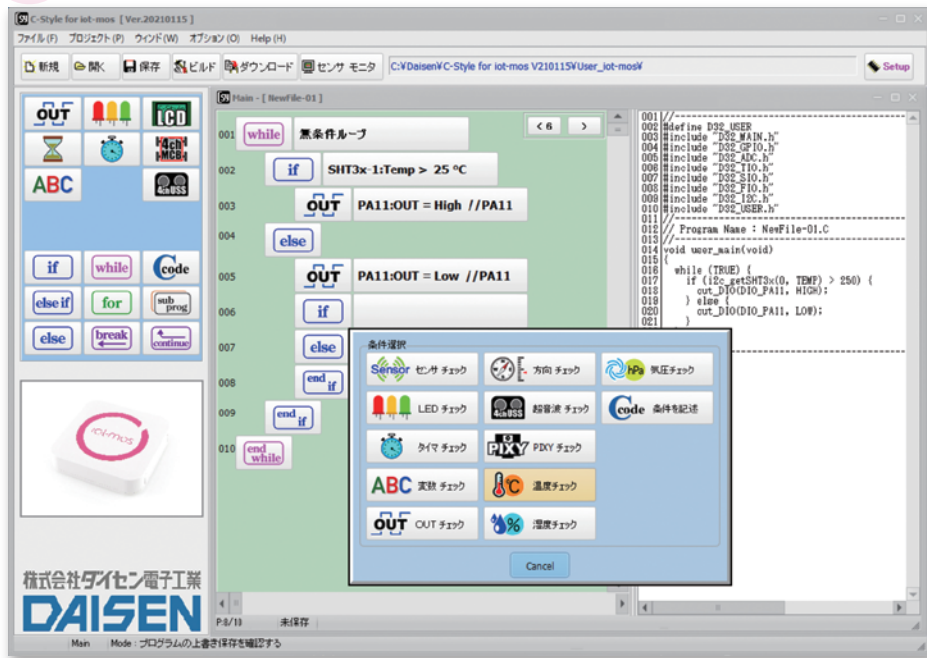 C-Style for iot-mos [ Ver.20210115 ]
ファイル(F) プロジェクト(P) ウィンドウ(W) オプション(O) Help (H)
新規 開く 保存 ビルド ダウンロード センサ モニタ C:¥Daisen¥C-Style for iot-mos V210115¥User_iot-mos¥ Setup
OUT LCD
4ch MCB
ABC 4ch USS
if while Code
else if for sub prog
else break continue
iot-mos
株式会社ダイセン電子工業
DAISEN
Main - [ NewFile-01 ]
< 6 >
001 while 無条件ループ
002 if SHT3x-1:Temp > 25 ℃
003 OUT PA11:OUT = High //PA11
004 else
005 OUT PA11:OUT = Low //PA11
006 if
007 else
008 end if
009 end if
010 end while
条件選択
Sensor センサ チェック 方向 チェック hPa 気圧チェック
LED チェック 4ch USS 超音波 チェック Code 条件を記述
タイマ チェック PIXY PIXY チェック
ABC 変数 チェック ℃ 温度チェック
OUT OUT チェック % 湿度チェック
Cancel
001 //----------------------------------------
002 #define D32_USER
003 #include "D32_MAIN.h"
004 #include "D32_GPIO.h"
005 #include "D32_ADC.h"
006 #include "D32_TIO.h"
007 #include "D32_SIO.h"
008 #include "D32_FIO.h"
009 #include "D32_I2C.h"
010 #include "D32_USER.h"
011 //----------------------------------------
012 // Program Name : NewFile-01.C
013 //----------------------------------------
014 void user_main(void)
015 {
016 while (TRUE) {
017 if (i2c_getSHT3x(0, TEMP) > 250) {
018 out_DIO(DIO_PA11, HIGH);
019 } else {
020 out_DIO(DIO_PA11, LOW);
021 }
P:8/10 未保存
Main Mode : プログラムの上書き保存を確認する